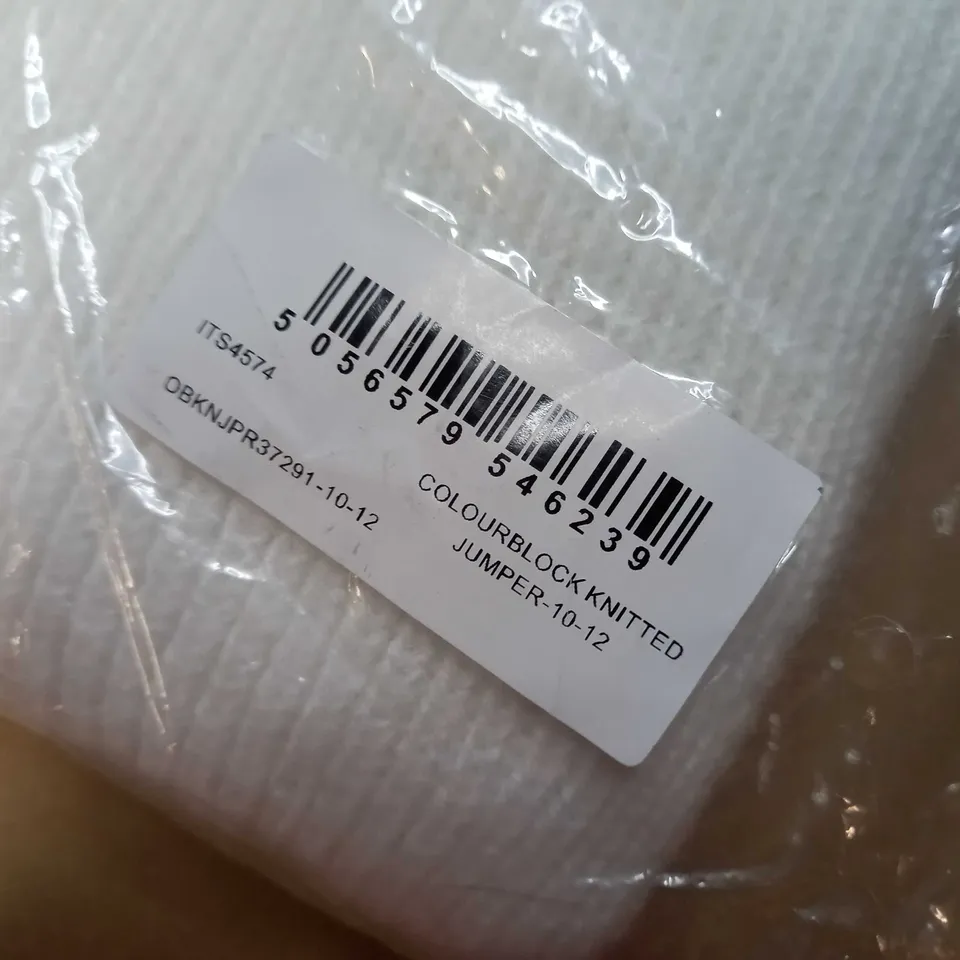 5 056579 546239
ITS4574
OBKNJPR37291-10-12
COLOURBLOCK KNITTED
JUMPER-10-12